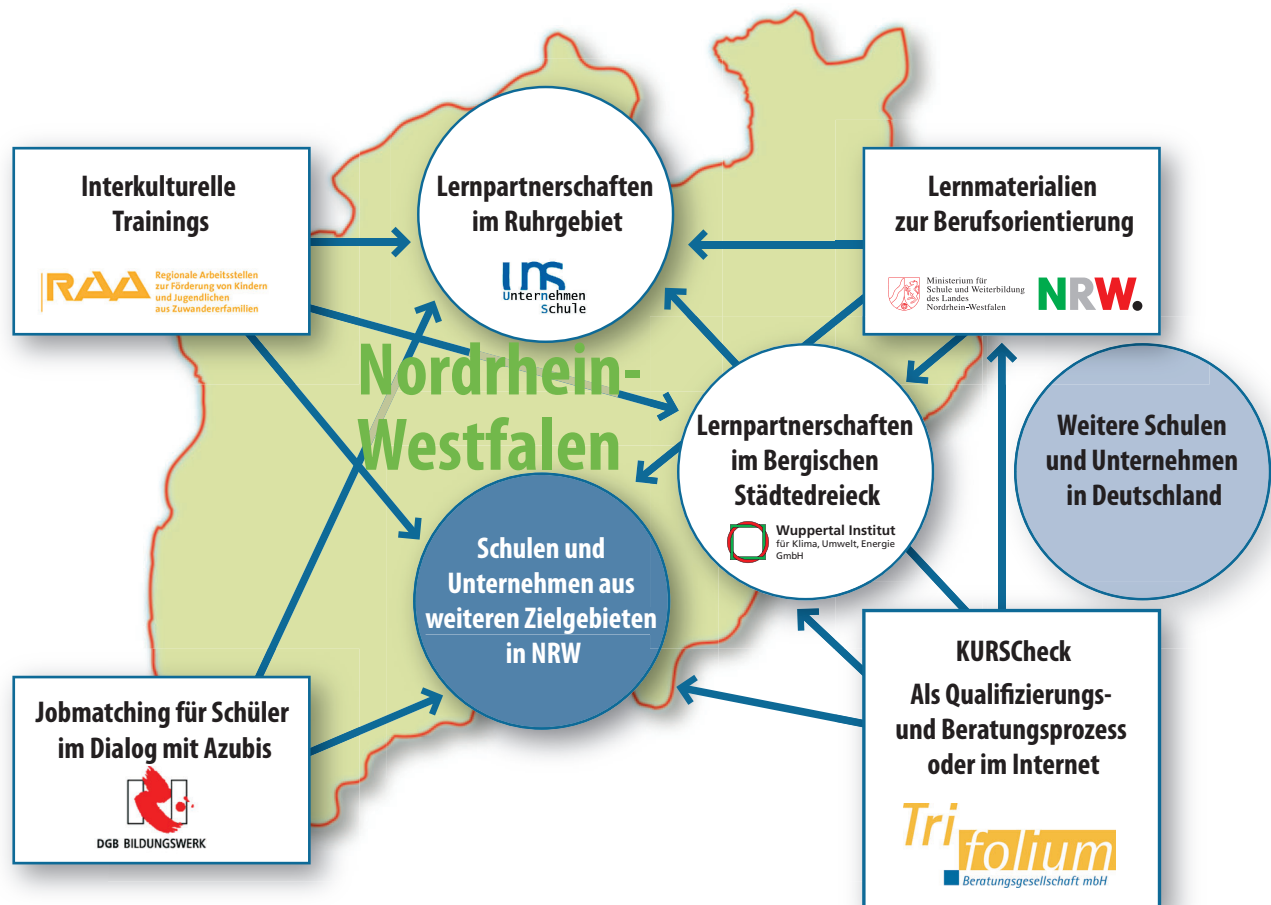 Interkulturelle
Trainings
RAA
Regionale Arbeitsstellen
zur Förderung von Kindern
und Jugendlichen
aus Zuwandererfamilien
Lernpartnerschaften
im Ruhrgebiet
uns
Unternehmen
Schule
Lernmaterialien
zur Berufsorientierung
Ministerium für
Schule und Weiterbildung
des Landes
Nordrhein-Westfalen
NRW.
Nordrhein-
Westfalen
Lernpartnerschaften
im Bergischen
Städtedreieck
Wuppertal Institut
für Klima, Umwelt, Energie
GmbH
Weitere Schulen
und Unternehmen
in Deutschland
Schulen und
Unternehmen aus
weiteren Zielgebieten
in NRW
Jobmatching für Schüler
im Dialog mit Azubis
DGB BILDUNGSWERK
KURSCheck
Als Qualifizierungs-
und Beratungsprozess
oder im Internet
Tri
folium
Beratungsgesellschaft mbH